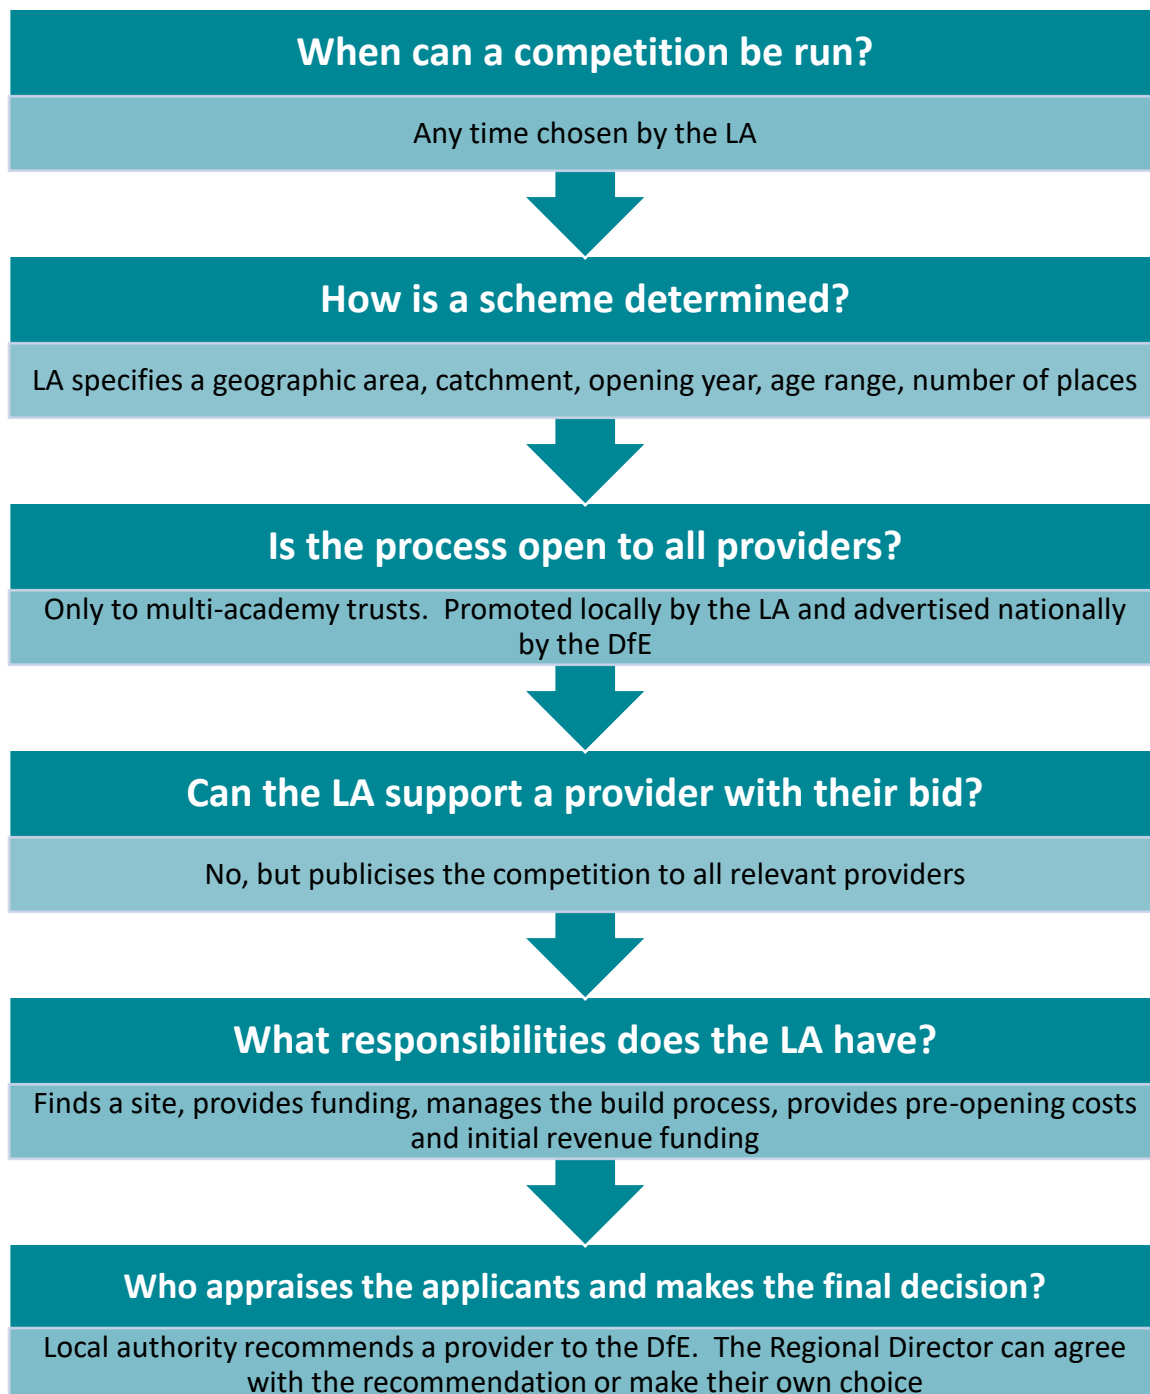 When can a competition be run?
Any time chosen by the LA
How is a scheme determined?
LA specifies a geographic area, catchment, opening year, age range, number of places
Is the process open to all providers?
Only to multi-academy trusts.  Promoted locally by the LA and advertised nationally
by the DfE
Can the LA support a provider with their bid?
No, but publicises the competition to all relevant providers
What responsibilities does the LA have?
Finds a site, provides funding, manages the build process, provides pre-opening costs
and initial revenue funding
Who appraises the applicants and makes the final decision?
Local authority recommends a provider to the DfE.  The Regional Director can agree
with the recommendation or make their own choice